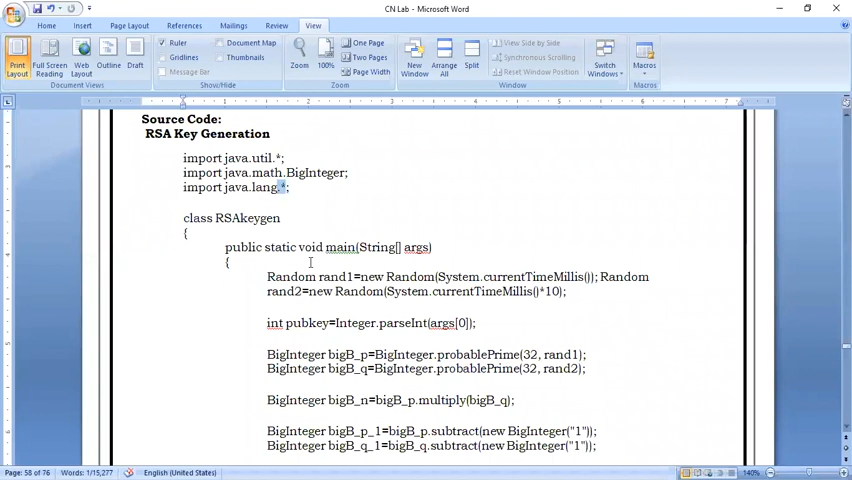 CN Lab - Microsoft Word
Home Insert Page Layout References Mailings Review View
Print Layout Full Screen Reading Web Layout Outline Draft
Document Views
Ruler Document Map
Gridlines Thumbnails
Message Bar
Show/Hide
Zoom 100% One Page
Two Pages
Page Width
Zoom
New Window Arrange All Split
View Side by Side
Synchronous Scrolling
Reset Window Position
Switch Windows
Window
Macros
Macros
1 2 3 4 5 6 7
Source Code:
RSA Key Generation
import java.util.*;
import java.math.BigInteger;
import java.lang.*;
class RSAkeygen
{
public static void main(String[] args)
{
Random rand1=new Random(System.currentTimeMillis()); Random
rand2=new Random(System.currentTimeMillis()*10);
int pubkey=Integer.parseInt(args[0]);
BigInteger bigB_p=BigInteger.probablePrime(32, rand1);
BigInteger bigB_q=BigInteger.probablePrime(32, rand2);
BigInteger bigB_n=bigB_p.multiply(bigB_q);
BigInteger bigB_p_1=bigB_p.subtract(new BigInteger("1"));
BigInteger bigB_q_1=bigB_q.subtract(new BigInteger("1"));
Page: 58 of 76 Words: 1/15,277 English (United States) 140%